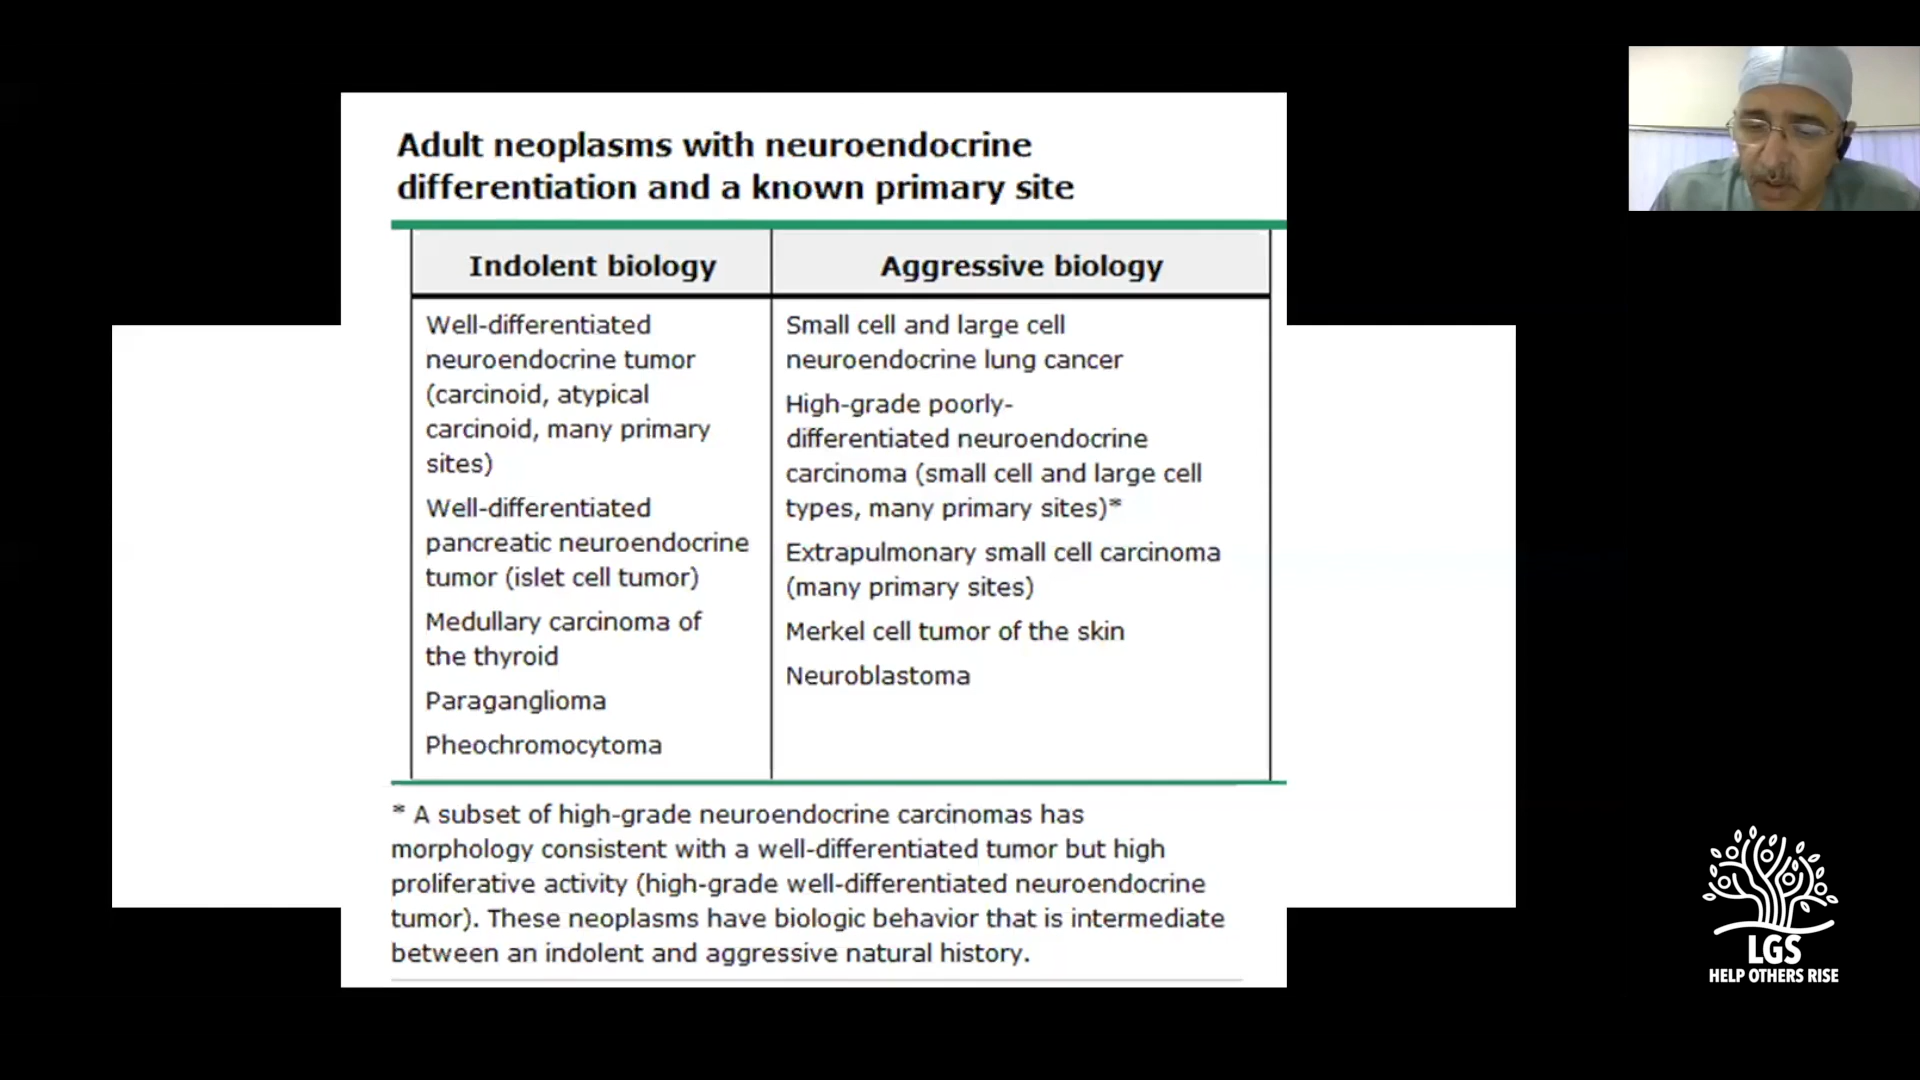 Adult neoplasms with neuroendocrine
differentiation and a known primary site
Indolent biology
Aggressive biology
Well-differentiated
neuroendocrine tumor
(carcinoid, atypical
carcinoid, many primary
sites)
Well-differentiated
pancreatic neuroendocrine
tumor (islet cell tumor)
Medullary carcinoma of
the thyroid
Paraganglioma
Pheochromocytoma
Small cell and large cell
neuroendocrine lung cancer
High-grade poorly-
differentiated neuroendocrine
carcinoma (small cell and large cell
types, many primary sites)*
Extrapulmonary small cell carcinoma
(many primary sites)
Merkel cell tumor of the skin
Neuroblastoma
* A subset of high-grade neuroendocrine carcinomas has
morphology consistent with a well-differentiated tumor but high
proliferative activity (high-grade well-differentiated neuroendocrine
tumor). These neoplasms have biologic behavior that is intermediate
between an indolent and aggressive natural history.
LGS
HELP OTHERS RISE